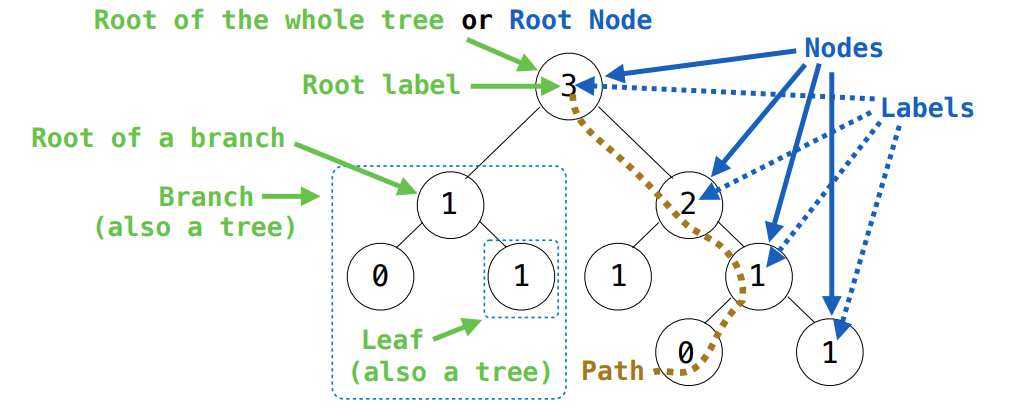 Root of the whole tree or Root Node
Nodes
Root label
3
Labels
Root of a branch
Branch
(also a tree)
1
2
0
1
1
1
Leaf
(also a tree)
Path
0
1